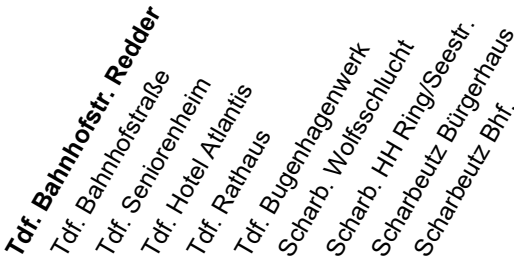 Tdf. Bahnhofstr. Redder
Tdf. Bahnhofstraße
Tdf. Seniorenheim
Tdf. Hotel Atlantis
Tdf. Rathaus
Tdf. Bugenhagenwerk
Scharb. Wolfsschlucht
Scharb. HH Ring/Seestr.
Scharbeutz Bürgerhaus
Scharbeutz Bhf.